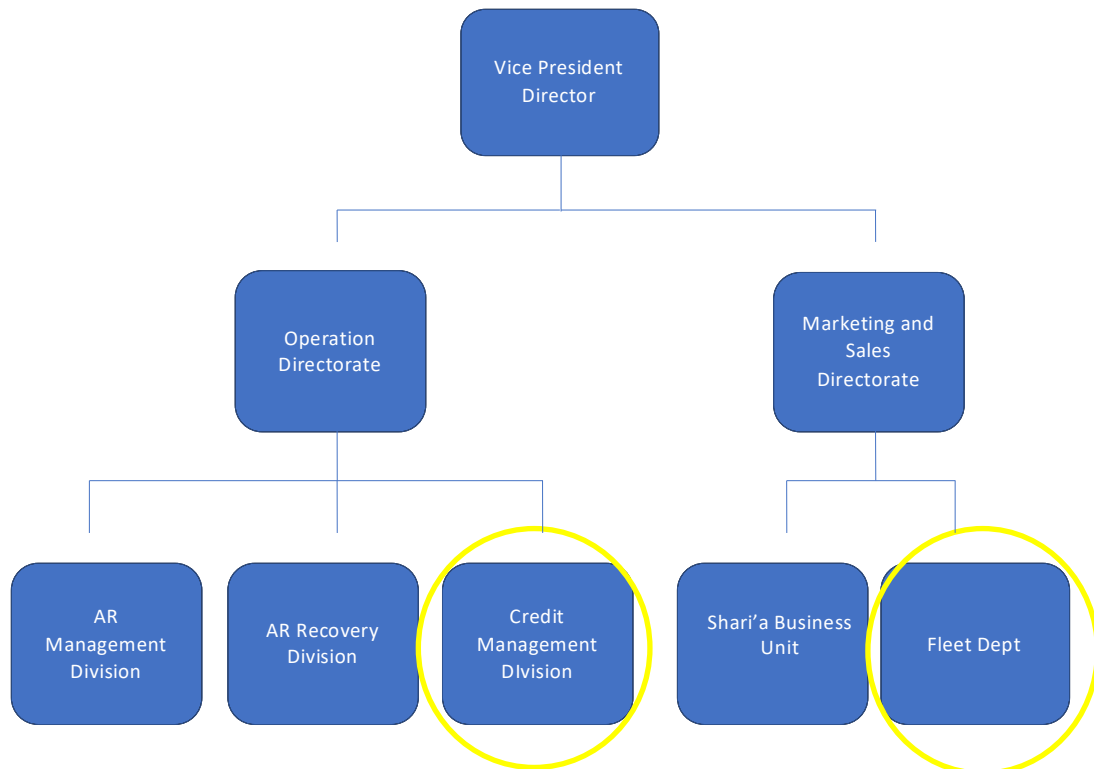 Vice President
Director
Operation
Directorate
Marketing and
Sales
Directorate
AR
Management
Division
AR Recovery
Division
Credit
Management
DIvision
Shari’a Business
Unit
Fleet Dept